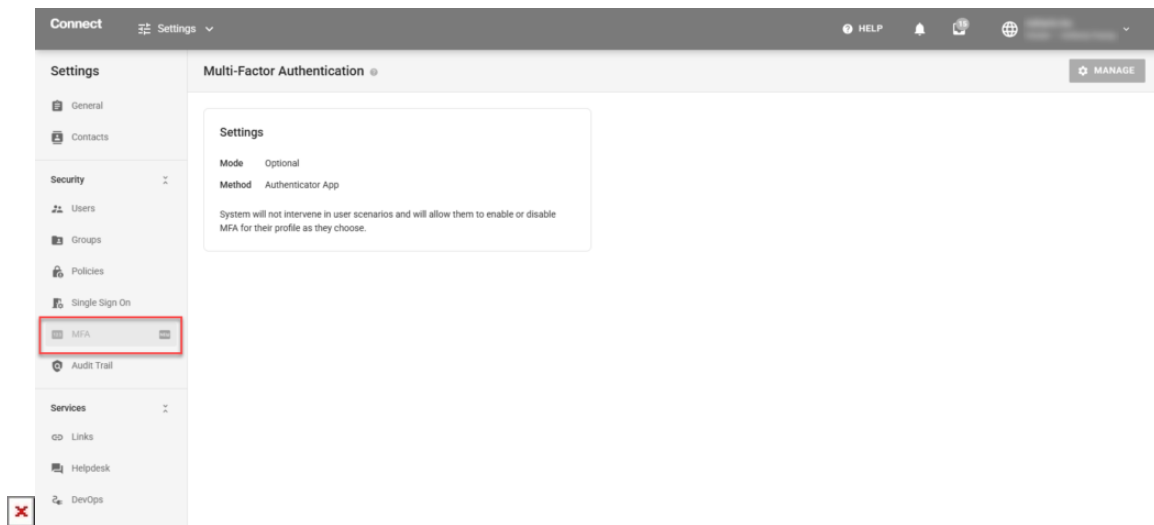 Connect
Settings
HELP
15
Settings
General
Contacts
Security
Users
Groups
Policies
Single Sign On
MFA
Audit Trail
Services
Links
Helpdesk
DevOps
Multi-Factor Authentication
MANAGE
Settings
Mode Optional
Method Authenticator App
System will not intervene in user scenarios and will allow them to enable or disable
MFA for their profile as they choose.